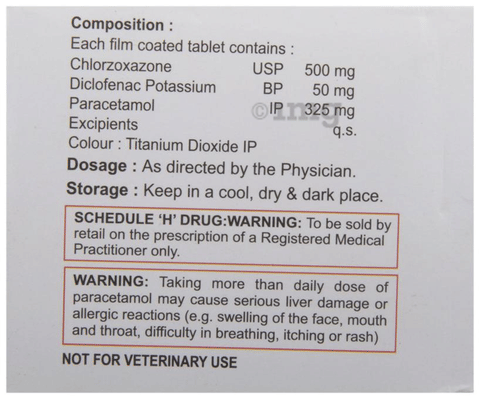 Composition :
Each film coated tablet contains :
Chlorzoxazone USP 500 mg
Diclofenac Potassium BP 50 mg
Paracetamol IP 325 mg
Excipients q.s.
Colour : Titanium Dioxide IP
Dosage : As directed by the Physician.
Storage : Keep in a cool, dry & dark place.
SCHEDULE ‘H’ DRUG:WARNING: To be sold by
retail on the prescription of a Registered Medical
Practitioner only.
WARNING: Taking more than daily dose of
paracetamol may cause serious liver damage or
allergic reactions (e.g. swelling of the face, mouth
and throat, difficulty in breathing, itching or rash)
NOT FOR VETERINARY USE